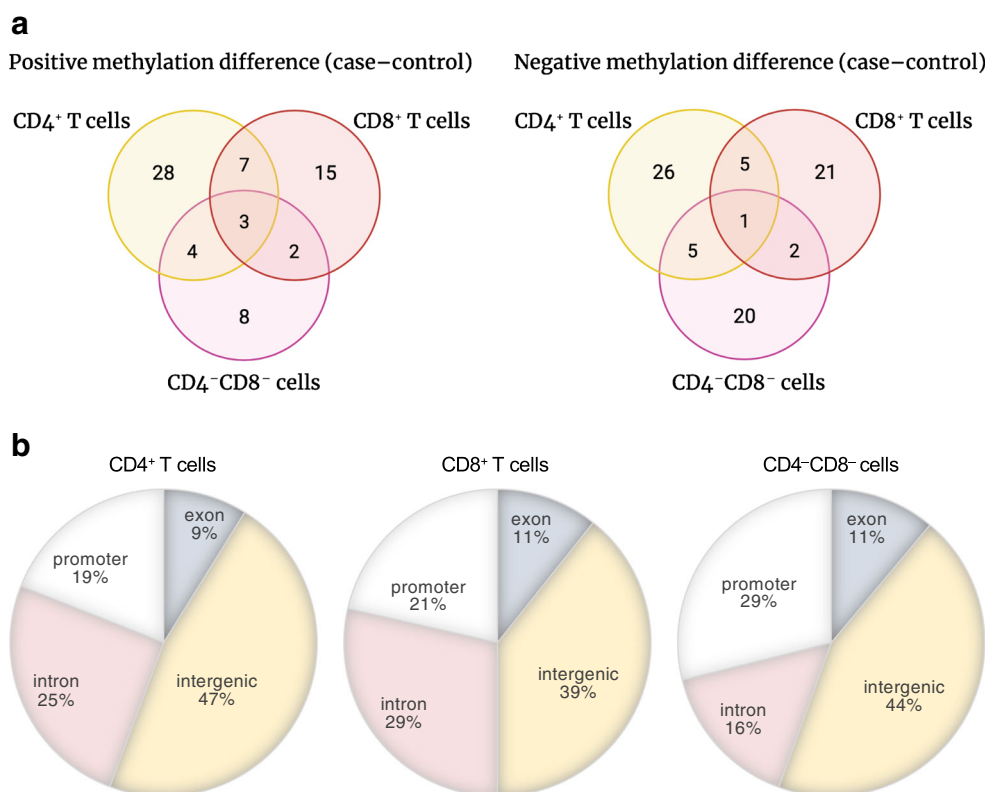 a
Positive methylation difference (case–control)
Negative methylation difference (case–control)
CD4⁺ T cells
CD8⁺ T cells
28
7
15
3
4
2
8
CD4⁻CD8⁻ cells
CD4⁺ T cells
CD8⁺ T cells
26
5
21
1
5
2
20
CD4⁻CD8⁻ cells
b
CD4⁺ T cells
exon
9%
promoter
19%
intron
25%
intergenic
47%
CD8⁺ T cells
exon
11%
promoter
21%
intergenic
39%
intron
29%
CD4⁻CD8⁻ cells
exon
11%
promoter
29%
intergenic
44%
intron
16%